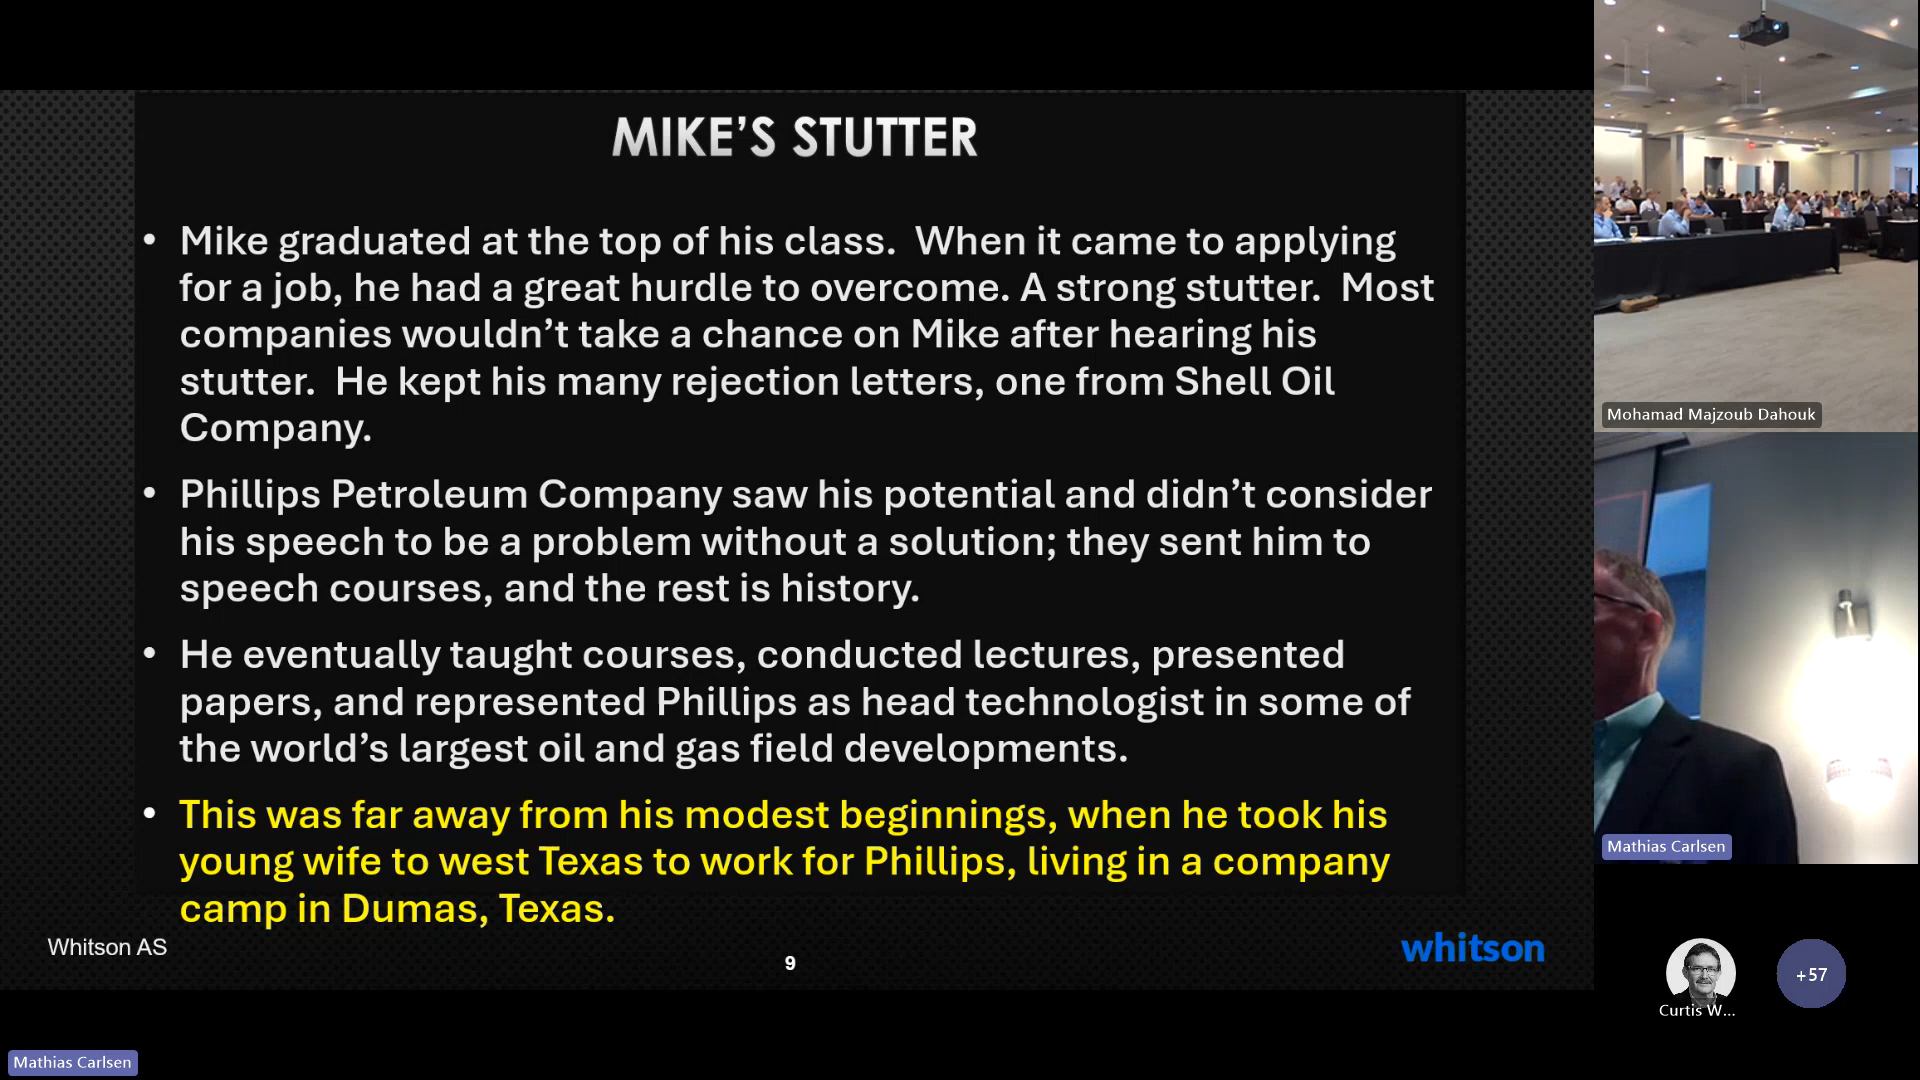 MIKE’S STUTTER
• Mike graduated at the top of his class.  When it came to applying
for a job, he had a great hurdle to overcome. A strong stutter.  Most
companies wouldn’t take a chance on Mike after hearing his
stutter.  He kept his many rejection letters, one from Shell Oil
Company.
• Phillips Petroleum Company saw his potential and didn’t consider
his speech to be a problem without a solution; they sent him to
speech courses, and the rest is history.
• He eventually taught courses, conducted lectures, presented
papers, and represented Phillips as head technologist in some of
the world’s largest oil and gas field developments.
• This was far away from his modest beginnings, when he took his
young wife to west Texas to work for Phillips, living in a company
camp in Dumas, Texas.
Whitson AS
9
whitson
Mathias Carlsen
Mohamad Majzoub Dahouk
Mathias Carlsen
Curtis W...
+57